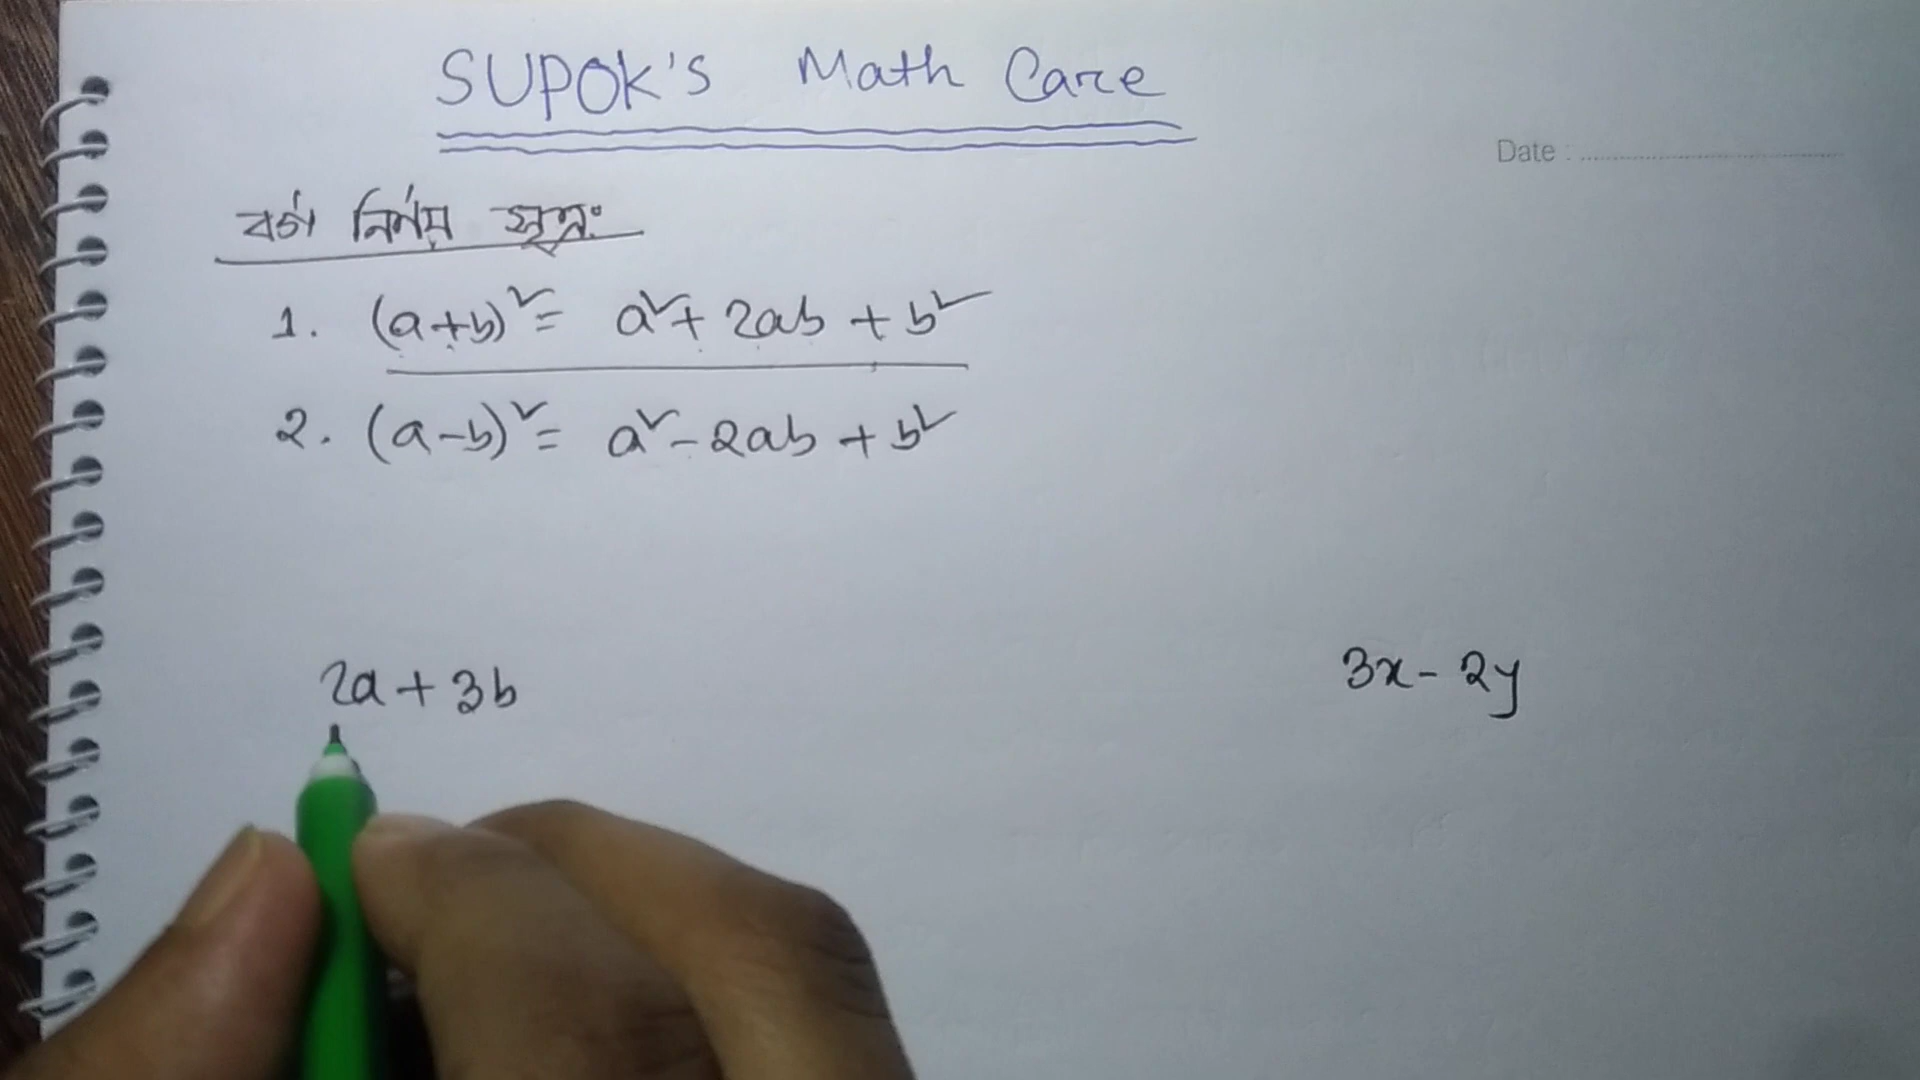 SUPOK's Math Care
Date :
বর্গ নির্ণয় সূত্রঃ
1. (a+b)² = a² + 2ab + b²
2. (a-b)² = a² - 2ab + b²
2a + 3b
3x - 2y